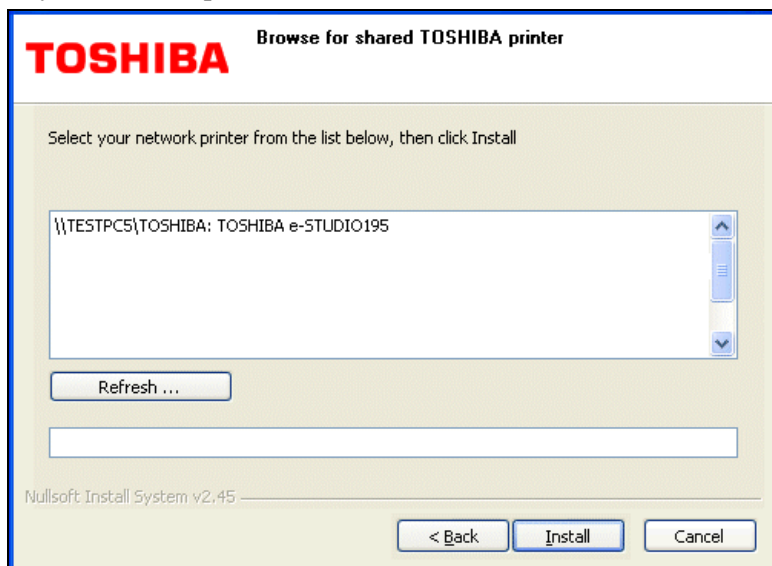 TOSHIBA
Browse for shared TOSHIBA printer
Select your network printer from the list below, then click Install
\\TESTPC5\TOSHIBA: TOSHIBA e-STUDIO195
Refresh ...
Nullsoft Install System v2.45
< Back
Install
Cancel